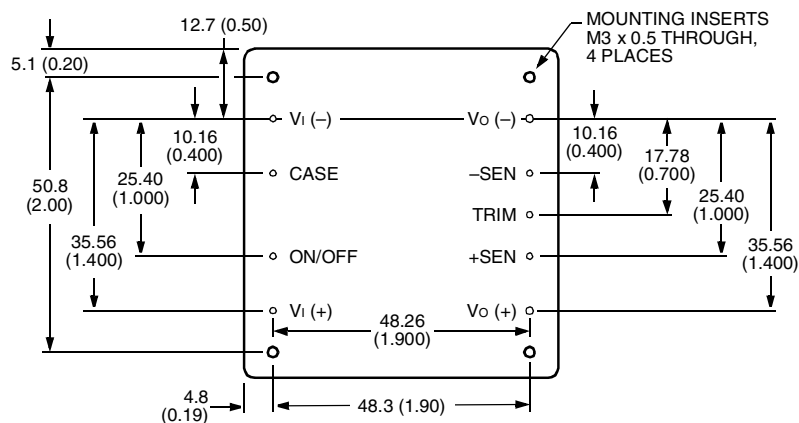 12.7 (0.50)
5.1 (0.20)
MOUNTING INSERTS
M3 x 0.5 THROUGH,
4 PLACES
VI (–)
VO (–)
10.16
(0.400)
10.16
(0.400)
17.78
(0.700)
CASE
–SEN
25.40
(1.000)
25.40
(1.000)
50.8
(2.00)
TRIM
35.56
(1.400)
35.56
(1.400)
ON/OFF
+SEN
VI (+)
VO (+)
48.26
(1.900)
4.8
(0.19)
48.3 (1.90)